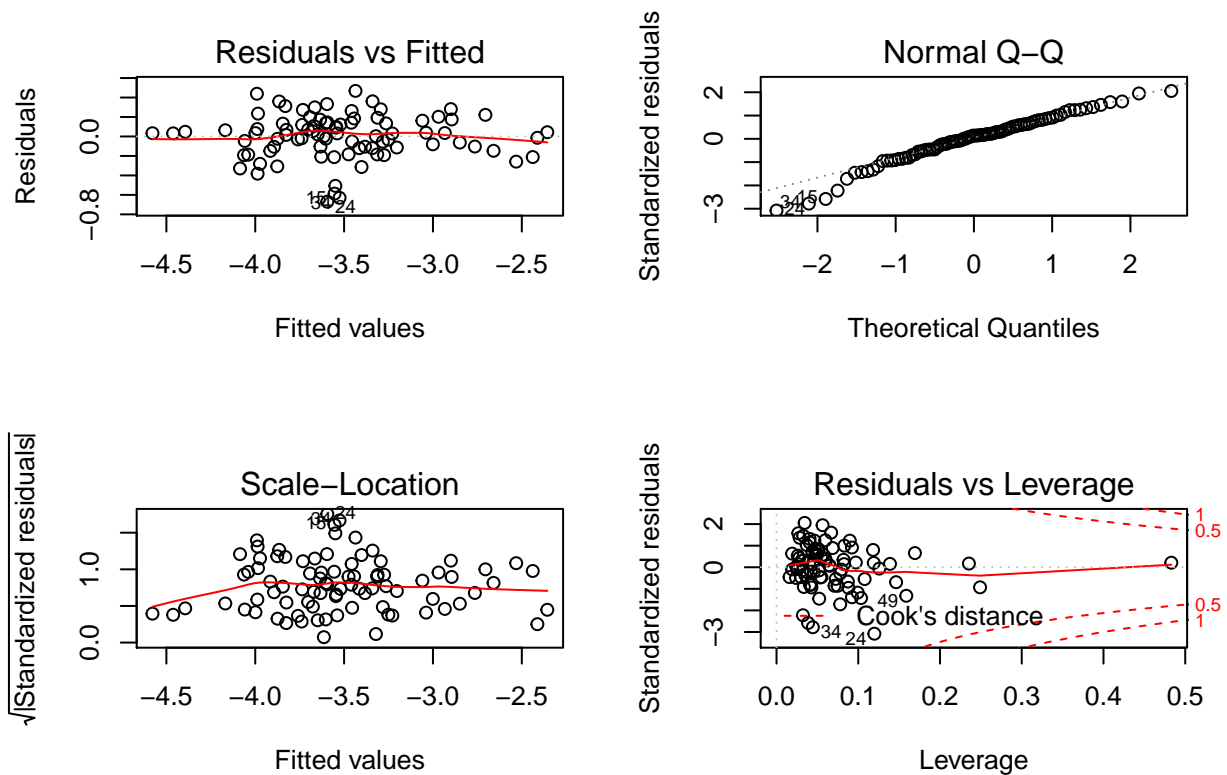 Residuals vs Fitted
Residuals
0.0
−0.8
15
34
24
−4.5 −4.0 −3.5 −3.0 −2.5
Fitted values
Normal Q−Q
Standardized residuals
2
0
−3
34 15
24
−2 −1 0 1 2
Theoretical Quantiles
Scale−Location
√|Standardized residuals|
1.0
0.0
34 24
15
−4.5 −4.0 −3.5 −3.0 −2.5
Fitted values
Residuals vs Leverage
Standardized residuals
2
0
−3
1
0.5
0.5
1
49
Cook's distance
34 24
0.0 0.1 0.2 0.3 0.4 0.5
Leverage